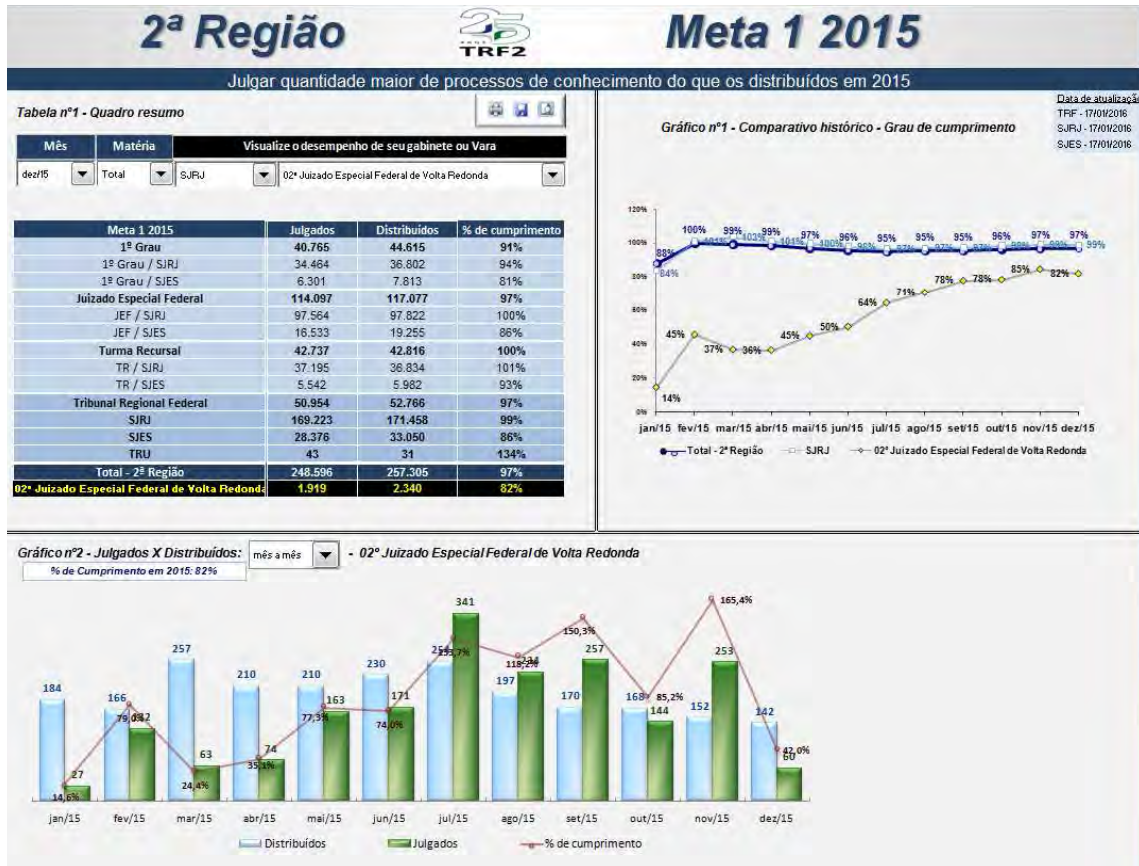 2ª Região
25
ANOS
TRF2
Meta 1 2015
Julgar quantidade maior de processos de conhecimento do que os distribuídos em 2015
Tabela nº1 - Quadro resumo
Mês Matéria Visualize o desempenho de seu gabinete ou Vara
dez/15 Total SJRJ 02º Juizado Especial Federal de Volta Redonda
Meta 1 2015 Julgados Distribuídos % de cumprimento
1º Grau 40.765 44.615 91%
1º Grau / SJRJ 34.464 36.802 94%
1º Grau / SJES 6.301 7.813 81%
Juizado Especial Federal 114.097 117.077 97%
JEF / SJRJ 97.564 97.822 100%
JEF / SJES 16.533 19.255 86%
Turma Recursal 42.737 42.816 100%
TR / SJRJ 37.195 36.834 101%
TR / SJES 5.542 5.982 93%
Tribunal Regional Federal 50.954 52.766 97%
SJRJ 169.223 171.458 99%
SJES 28.376 33.050 86%
TRU 43 31 134%
Total - 2ª Região 248.596 257.305 97%
02º Juizado Especial Federal de Volta Redonda 1.919 2.340 82%
Data de atualização
TRF - 17/01/2016
SJRJ - 17/01/2016
SJES - 17/01/2016
Gráfico nº1 - Comparativo histórico - Grau de cumprimento
120%
100%
80%
60%
40%
20%
0%
88% 100% 99% 99% 97% 96% 95% 95% 95% 96% 97% 97%
84% 101% 103% 101% 100% 99%
14% 45% 37% 36% 45% 50% 64% 71% 78% 78% 85% 82%
jan/15 fev/15 mar/15 abr/15 mai/15 jun/15 jul/15 ago/15 set/15 out/15 nov/15 dez/15
Total - 2ª Região SJRJ 02º Juizado Especial Federal de Volta Redonda
Gráfico nº2 - Julgados X Distribuídos: mês a mês - 02º Juizado Especial Federal de Volta Redonda
% de Cumprimento em 2015: 82%
184 166 257 210 210 230 197 170 168 152 142
27 63 74 163 171 341 257 144 253 60
14,6% 24,4% 35,1% 77,3% 74,0% 118,2% 150,3% 85,2% 165,4% 42,0%
jan/15 fev/15 mar/15 abr/15 mai/15 jun/15 jul/15 ago/15 set/15 out/15 nov/15 dez/15
Distribuídos Julgados % de cumprimento